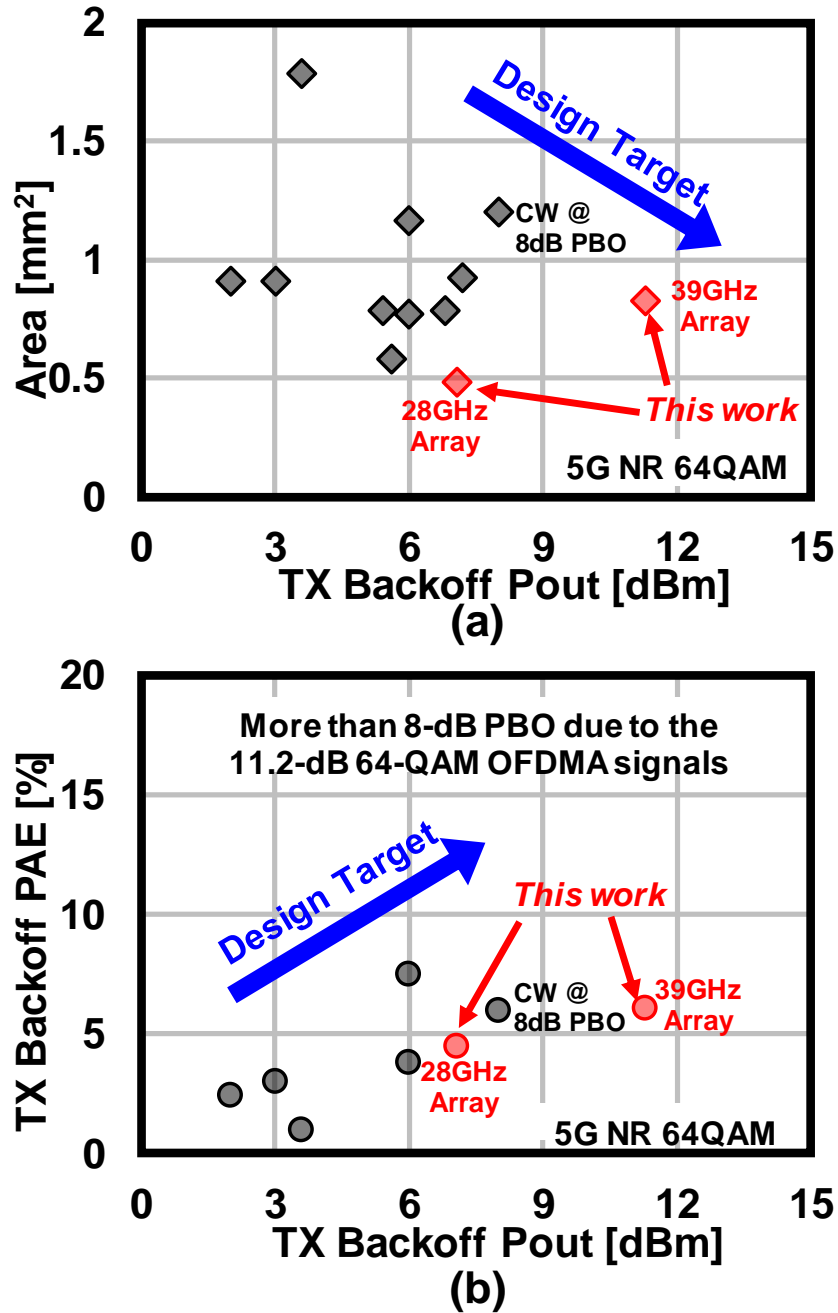 2
1.5
1
0.5
0
Area [mm²]
Design Target
CW @
8dB PBO
39GHz
Array
This work
28GHz
Array
5G NR 64QAM
0 3 6 9 12 15
TX Backoff Pout [dBm]
(a)
20
15
10
5
0
TX Backoff PAE [%]
More than 8-dB PBO due to the
11.2-dB 64-QAM OFDMA signals
Design Target
This work
CW @
8dB PBO
39GHz
Array
28GHz
Array
5G NR 64QAM
0 3 6 9 12 15
TX Backoff Pout [dBm]
(b)